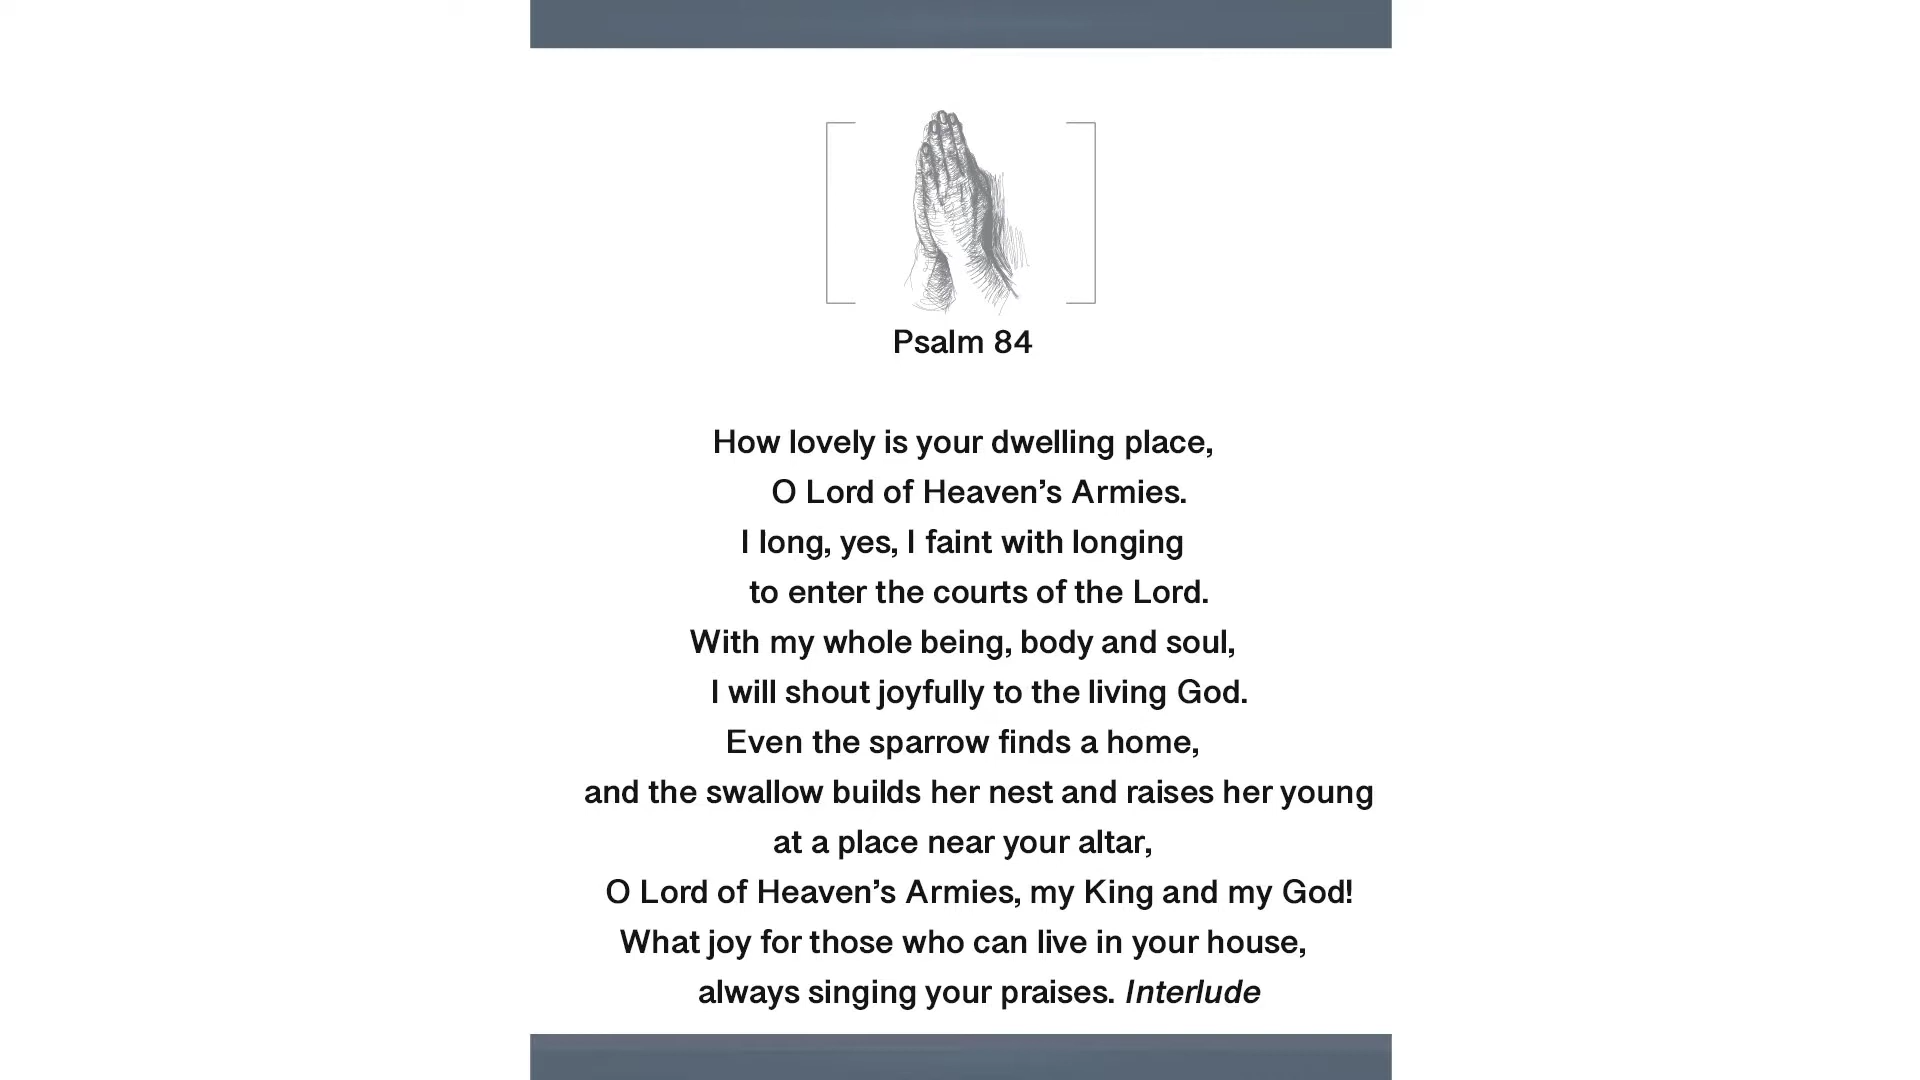 Psalm 84
How lovely is your dwelling place,
O Lord of Heaven’s Armies.
I long, yes, I faint with longing
to enter the courts of the Lord.
With my whole being, body and soul,
I will shout joyfully to the living God.
Even the sparrow finds a home,
and the swallow builds her nest and raises her young
at a place near your altar,
O Lord of Heaven’s Armies, my King and my God!
What joy for those who can live in your house,
always singing your praises. Interlude